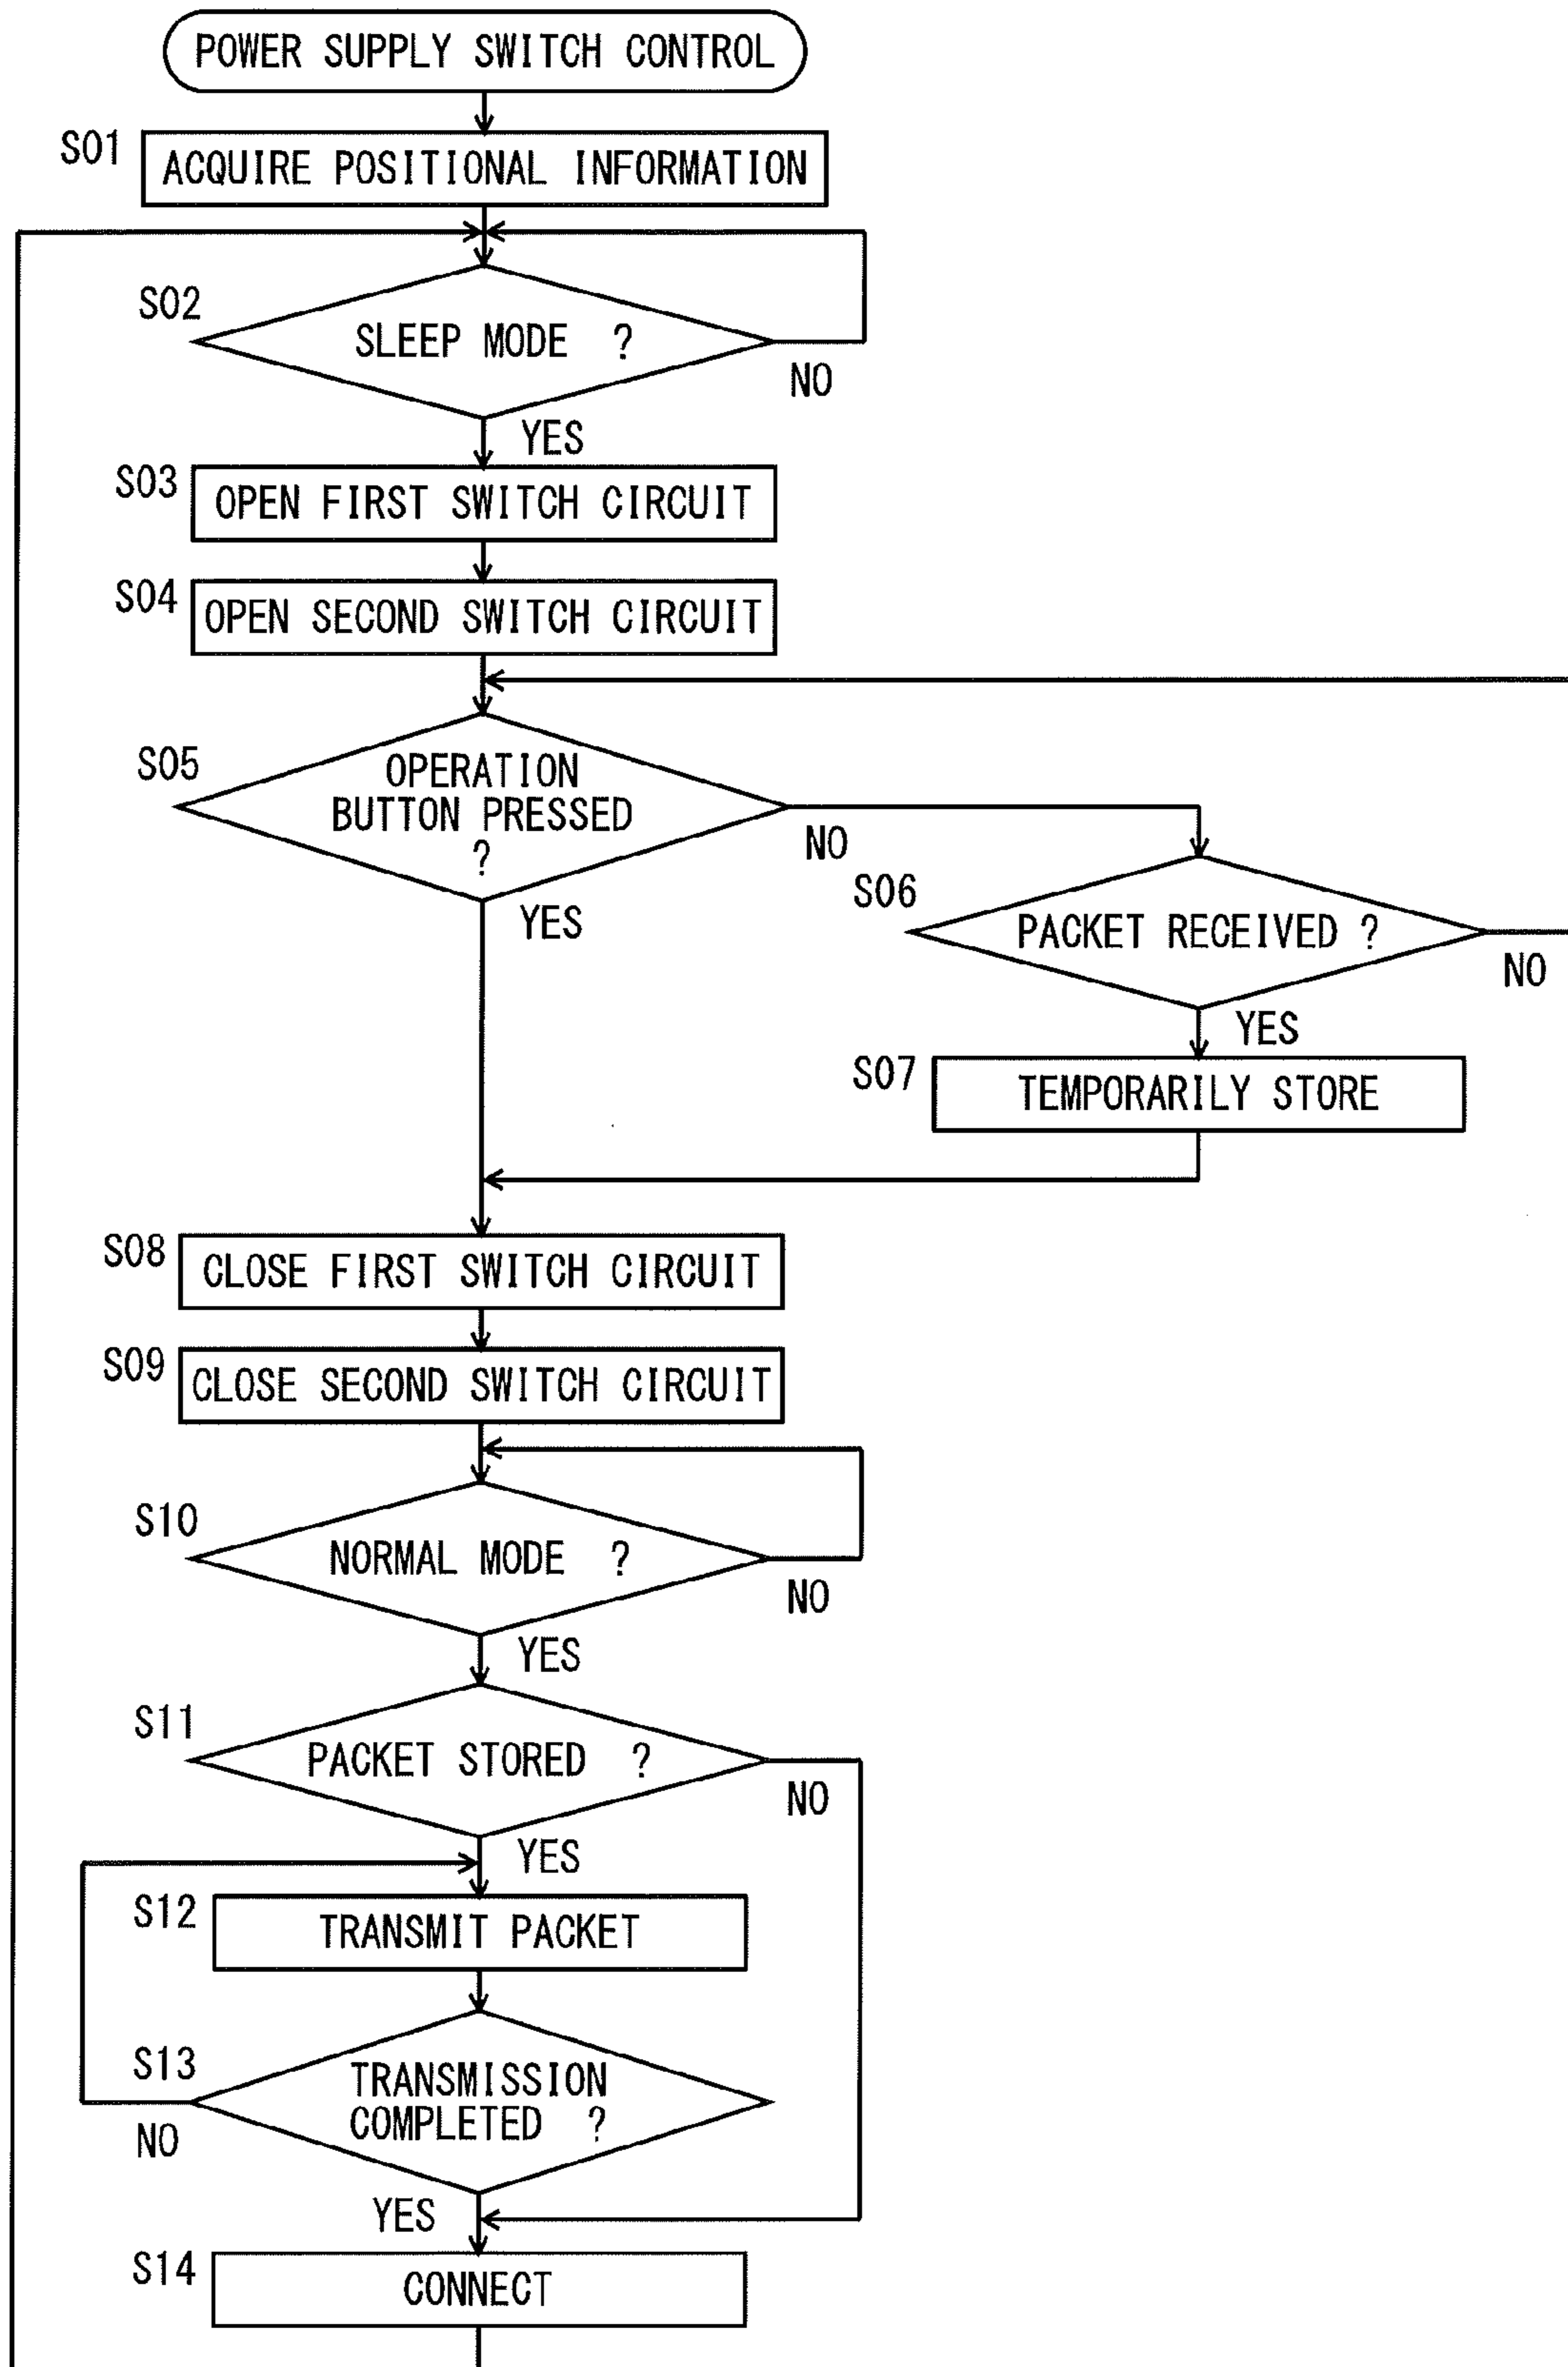 POWER SUPPLY SWITCH CONTROL
S01
ACQUIRE POSITIONAL INFORMATION
S02
SLEEP MODE ?
NO
YES
S03
OPEN FIRST SWITCH CIRCUIT
S04
OPEN SECOND SWITCH CIRCUIT
S05
OPERATION
BUTTON PRESSED
?
NO
YES
S06
PACKET RECEIVED ?
NO
YES
S07
TEMPORARILY STORE
S08
CLOSE FIRST SWITCH CIRCUIT
S09
CLOSE SECOND SWITCH CIRCUIT
S10
NORMAL MODE ?
NO
YES
S11
PACKET STORED ?
NO
YES
S12
TRANSMIT PACKET
S13
TRANSMISSION
COMPLETED ?
NO
YES
S14
CONNECT